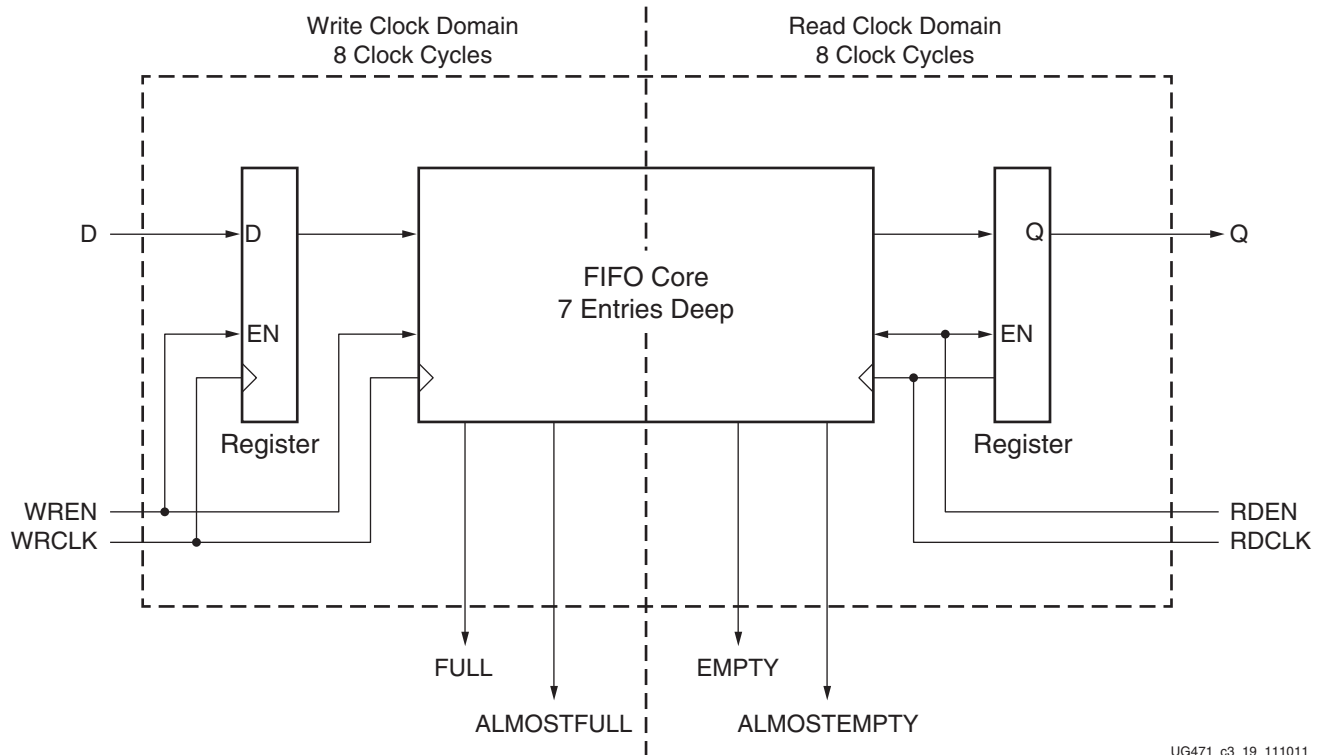 Write Clock Domain
8 Clock Cycles
Read Clock Domain
8 Clock Cycles
D
D
Q
Q
FIFO Core
7 Entries Deep
EN
EN
Register
Register
WREN
WRCLK
RDEN
RDCLK
FULL
EMPTY
ALMOSTFULL
ALMOSTEMPTY
UG471_c3_19_111011